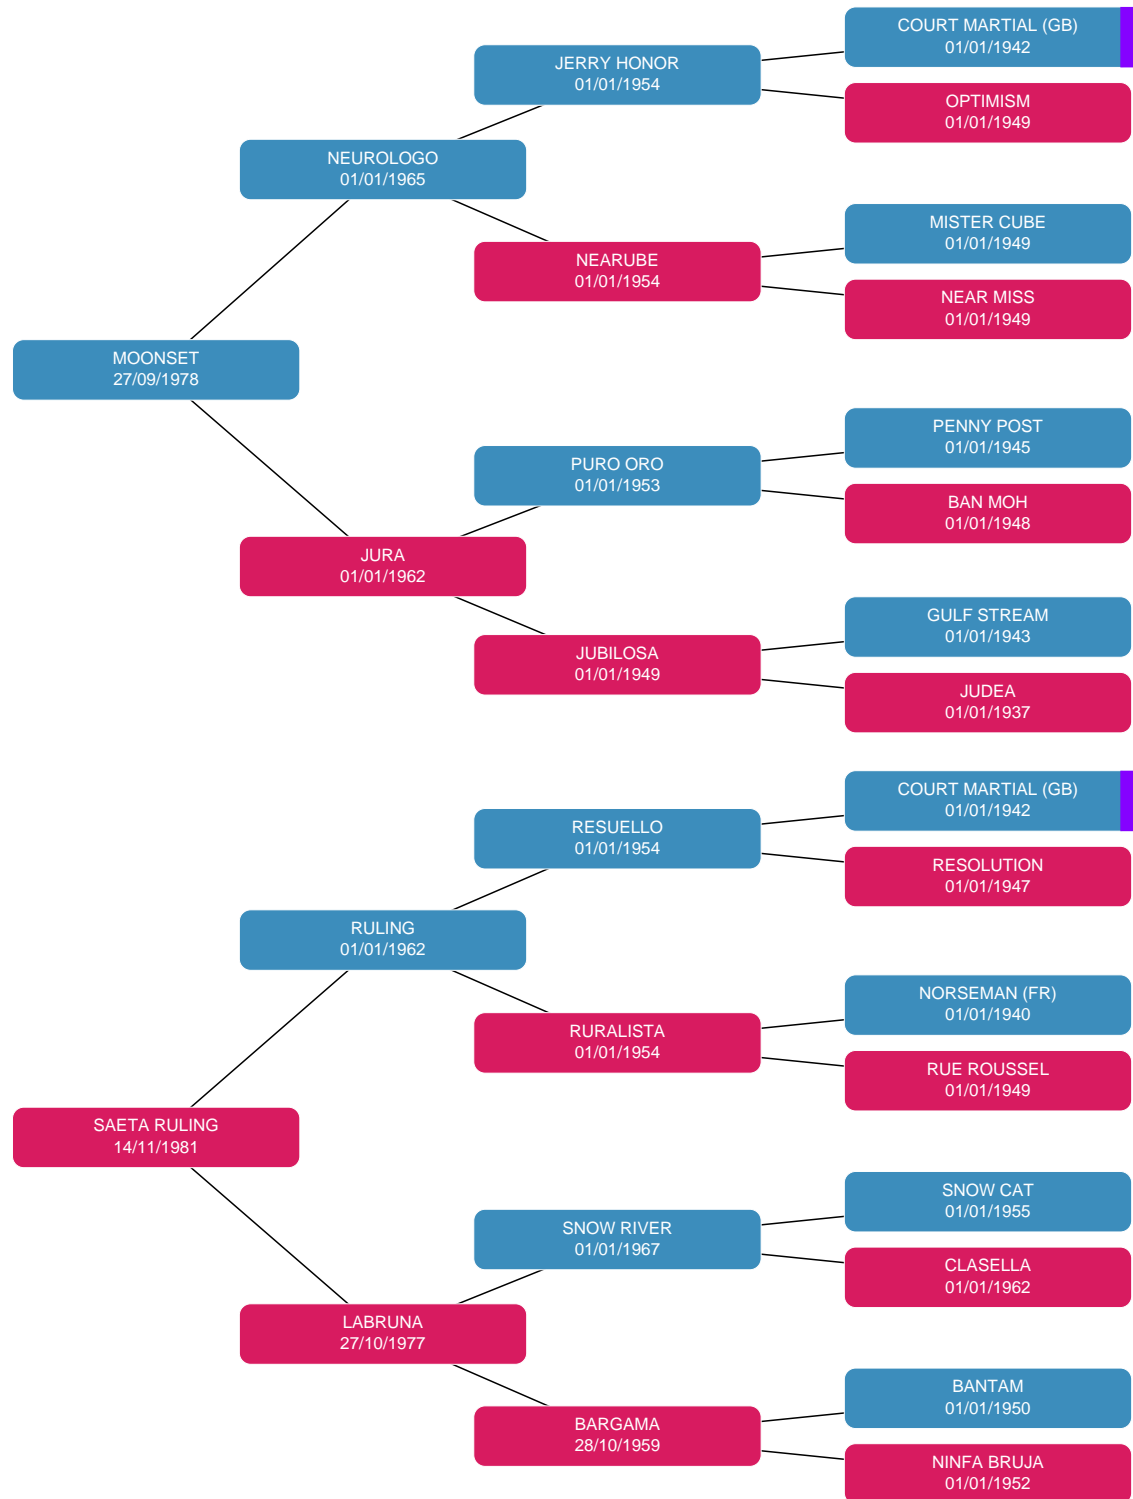 COURT MARTIAL (GB)
01/01/1942
JERRY HONOR
01/01/1954
OPTIMISM
01/01/1949
NEUROLOGO
01/01/1965
MISTER CUBE
01/01/1949
NEARUBE
01/01/1954
NEAR MISS
01/01/1949
MOONSET
27/09/1978
PENNY POST
01/01/1945
PURO ORO
01/01/1953
BAN MOH
01/01/1948
JURA
01/01/1962
GULF STREAM
01/01/1943
JUBILOSA
01/01/1949
JUDEA
01/01/1937
COURT MARTIAL (GB)
01/01/1942
RESUELLO
01/01/1954
RESOLUTION
01/01/1947
RULING
01/01/1962
NORSEMAN (FR)
01/01/1940
RURALISTA
01/01/1954
RUE ROUSSEL
01/01/1949
SAETA RULING
14/11/1981
SNOW CAT
01/01/1955
SNOW RIVER
01/01/1967
CLASELLA
01/01/1962
LABRUNA
27/10/1977
BANTAM
01/01/1950
BARGAMA
28/10/1959
NINFA BRUJA
01/01/1952